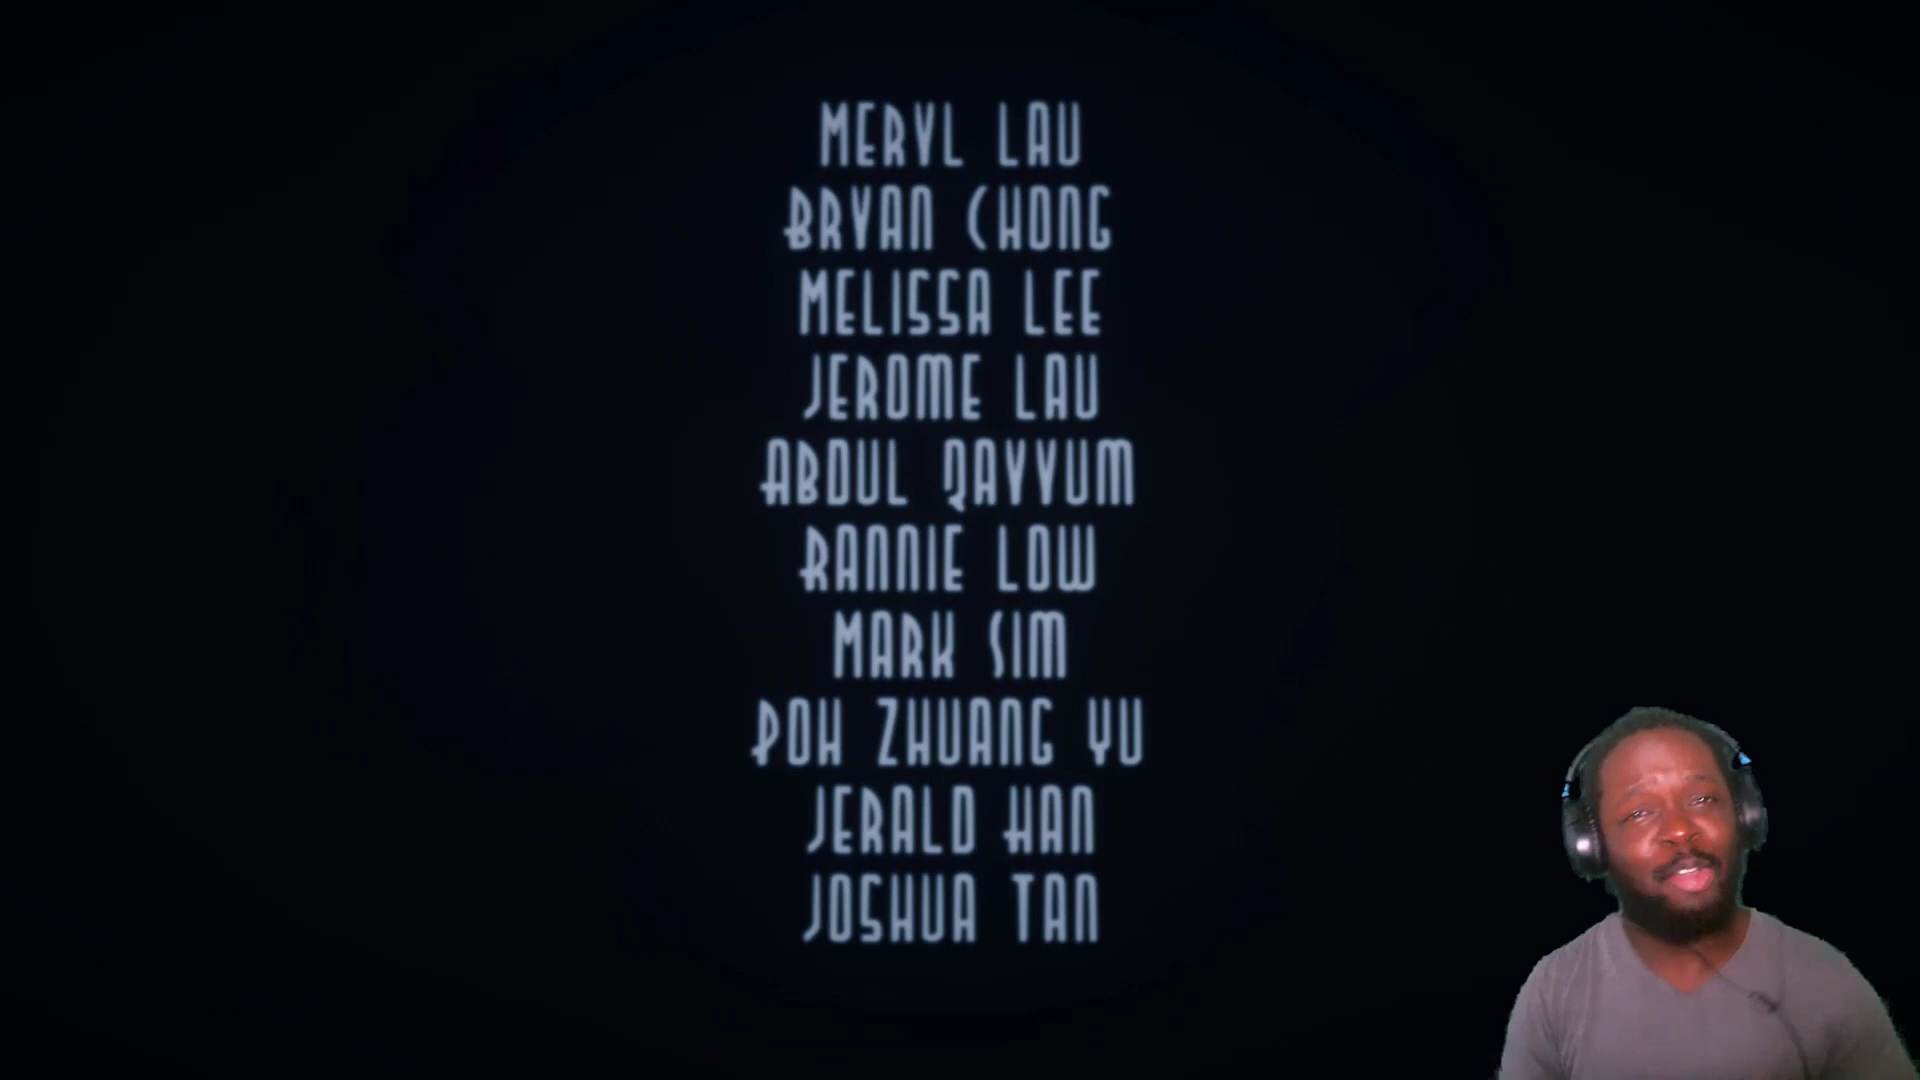 MERYL LAU
BRYAN CHONG
MELISSA LEE
JEROME LAU
ABDUL QAYYUM
RANNIE LOW
MARK SIM
POH ZHUANG YU
JERALD HAN
JOSHUA TAN